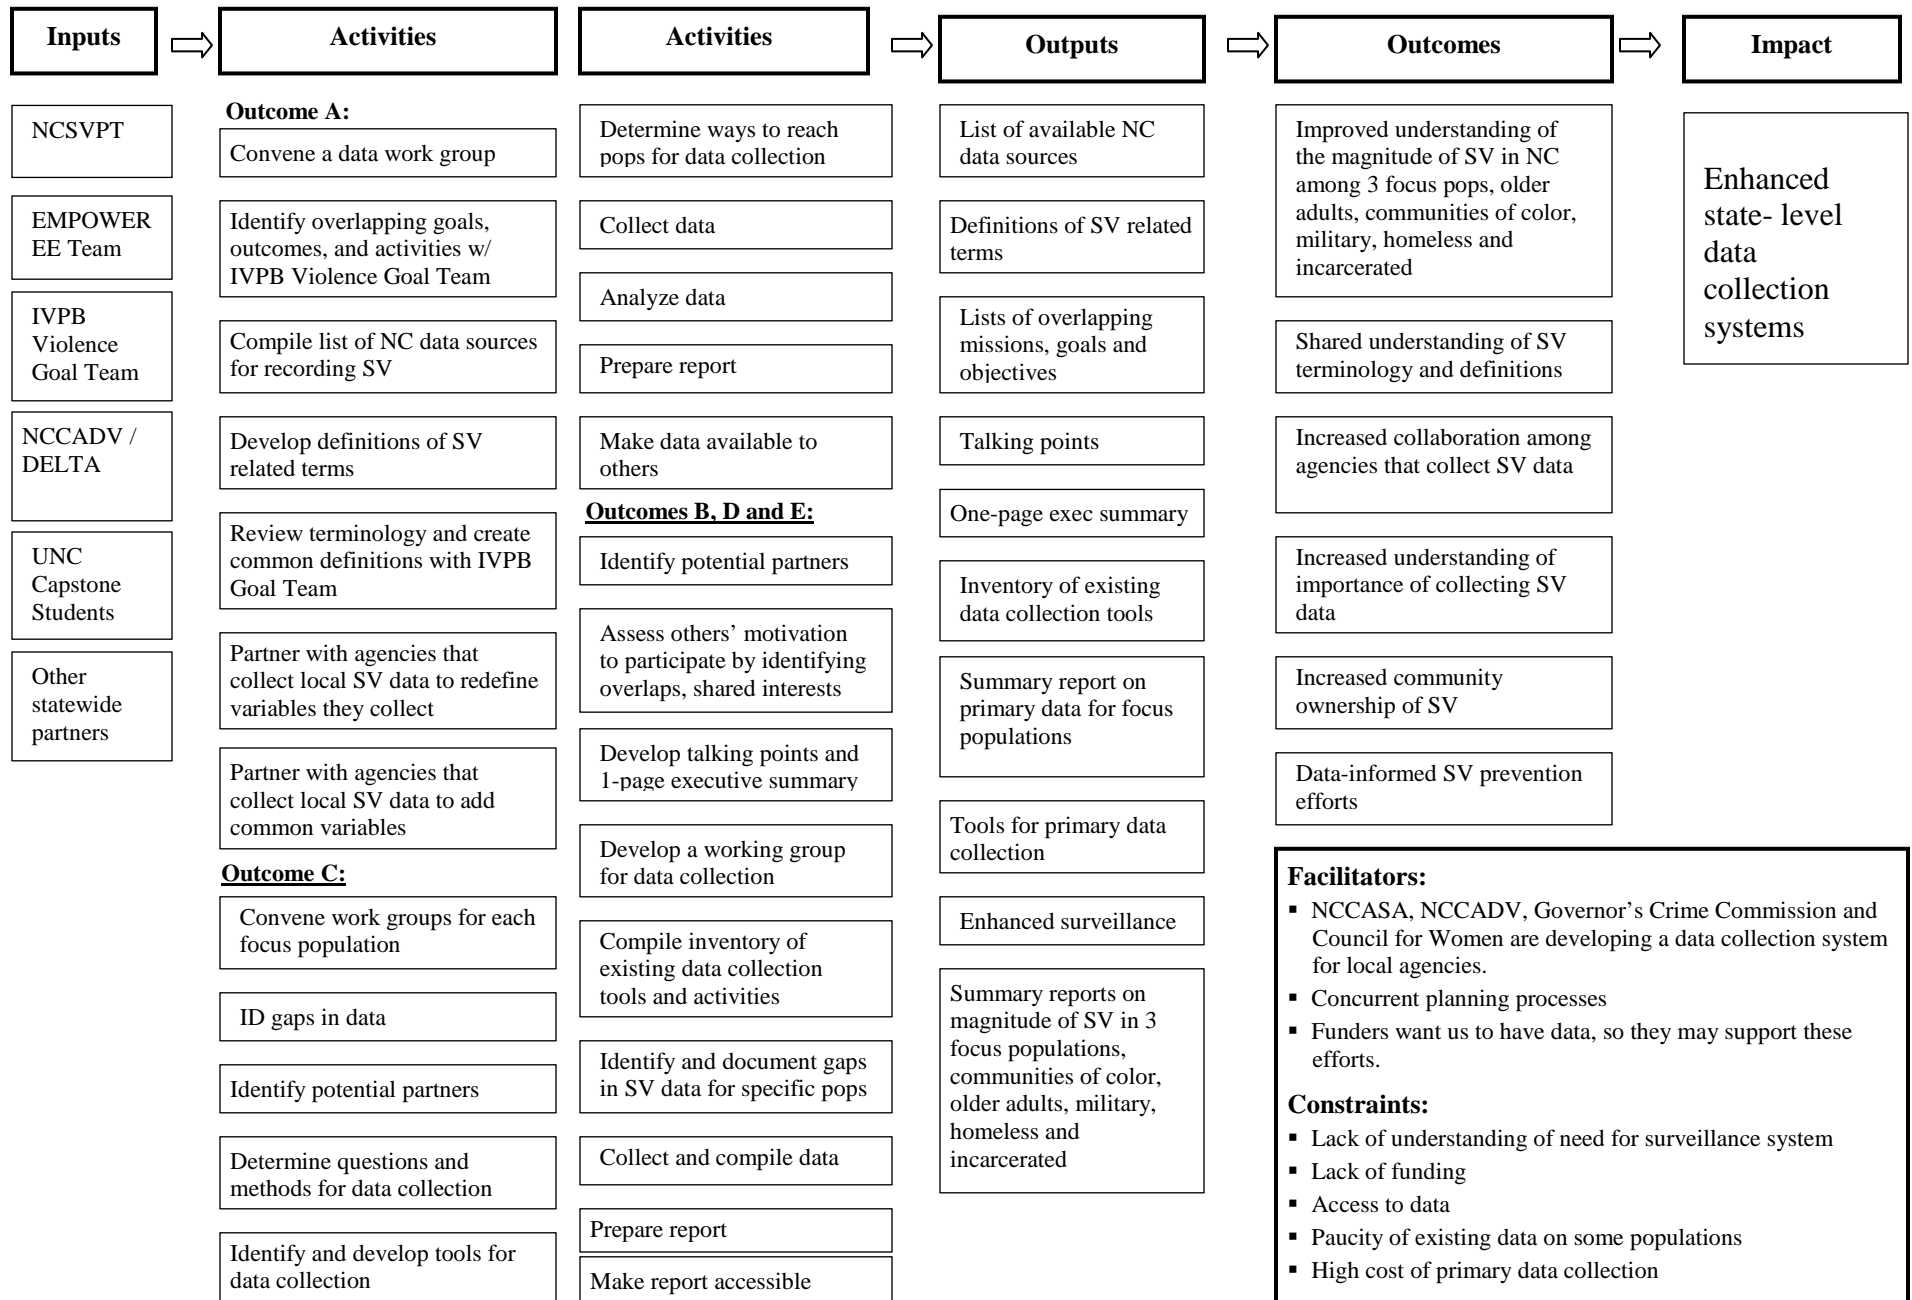 Inputs
Activities
Activities
Outputs
Outcomes
Impact
NCSVPT
EMPOWER
EE Team
IVPB
Violence
Goal Team
NCCADV /
DELTA
UNC
Capstone
Students
Other
statewide
partners
Outcome A:
Convene a data work group
Identify overlapping goals,
outcomes, and activities w/
IVPB Violence Goal Team
Compile list of NC data sources
for recording SV
Develop definitions of SV
related terms
Review terminology and create
common definitions with IVPB
Goal Team
Partner with agencies that
collect local SV data to redefine
variables they collect
Partner with agencies that
collect local SV data to add
common variables
Outcome C:
Convene work groups for each
focus population
ID gaps in data
Identify potential partners
Determine questions and
methods for data collection
Identify and develop tools for
data collection
Determine ways to reach
pops for data collection
Collect data
Analyze data
Prepare report
Make data available to
others
Outcomes B, D and E:
Identify potential partners
Assess others’ motivation
to participate by identifying
overlaps, shared interests
Develop talking points and
1-page executive summary
Develop a working group
for data collection
Compile inventory of
existing data collection
tools and activities
Identify and document gaps
in SV data for specific pops
Collect and compile data
Prepare report
Make report accessible
List of available NC
data sources
Definitions of SV related
terms
Lists of overlapping
missions, goals and
objectives
Talking points
One-page exec summary
Inventory of existing
data collection tools
Summary report on
primary data for focus
populations
Tools for primary data
collection
Enhanced surveillance
Summary reports on
magnitude of SV in 3
focus populations,
communities of color,
older adults, military,
homeless and
incarcerated
Improved understanding of
the magnitude of SV in NC
among 3 focus pops, older
adults, communities of color,
military, homeless and
incarcerated
Shared understanding of SV
terminology and definitions
Increased collaboration among
agencies that collect SV data
Increased understanding of
importance of collecting SV
data
Increased community
ownership of SV
Data-informed SV prevention
efforts
Enhanced
state- level
data
collection
systems
Facilitators:
▪ NCCASA, NCCADV, Governor’s Crime Commission and
Council for Women are developing a data collection system
for local agencies.
▪ Concurrent planning processes
▪ Funders want us to have data, so they may support these
efforts.
Constraints:
▪ Lack of understanding of need for surveillance system
▪ Lack of funding
▪ Access to data
▪ Paucity of existing data on some populations
▪ High cost of primary data collection